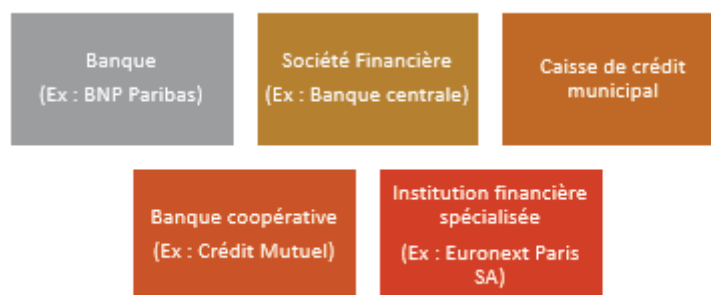 Banque
(Ex : BNP Paribas)
Société Financière
(Ex : Banque centrale)
Caisse de crédit
municipal
Banque coopérative
(Ex : Crédit Mutuel)
Institution financière
spécialisée
(Ex : Euronext Paris
SA)